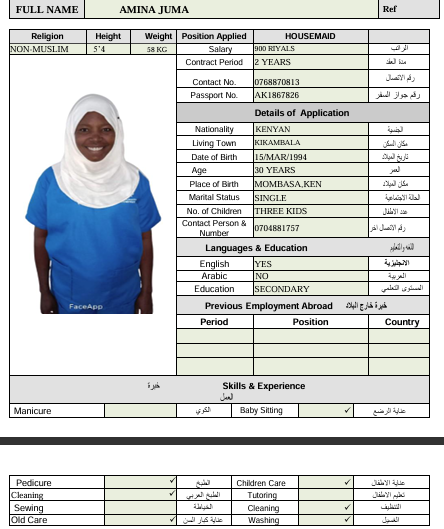 FULL NAME AMINA JUMA Ref
Religion Height Weight Position Applied HOUSEMAID
NON-MUSLIM 5'4 58 KG Salary 900 RIYALS الراتب
Contract Period 2 YEARS مدة العقد
Contact No. 0768870813 رقم الاتصال
Passport No. AK1867826 رقم جواز السفر
Details of Application
Nationality KENYAN الجنسية
Living Town KIKAMBALA مكان السكن
Date of Birth 15/MAR/1994 تاريخ الميلاد
Age 30 YEARS العمر
Place of Birth MOMBASA,KEN مكان الميلاد
Marital Status SINGLE الحالة الاجتماعية
No. of Children THREE KIDS عدد الاطفال
Contact Person & Number 0704881757 رقم الاتصال اخر
Languages & Education اللغة والتعليم
English YES الانجليزية
Arabic NO العربية
Education SECONDARY المستوى التعلمي
FaceApp
Previous Employment Abroad خبرة خارج البلاد
Period Position Country
خبرة Skills & Experience
العمل
Manicure الكوي Baby Sitting ✓ عناية الرضع
Pedicure ✓ الطبخ Children Care ✓ عناية الاطفال
Cleaning ✓ الطبخ العربي Tutoring تعليم الاطفال
Sewing الخياطة Cleaning ✓ التنظيف
Old Care ✓ عناية كبار السن Washing ✓ الغسيل